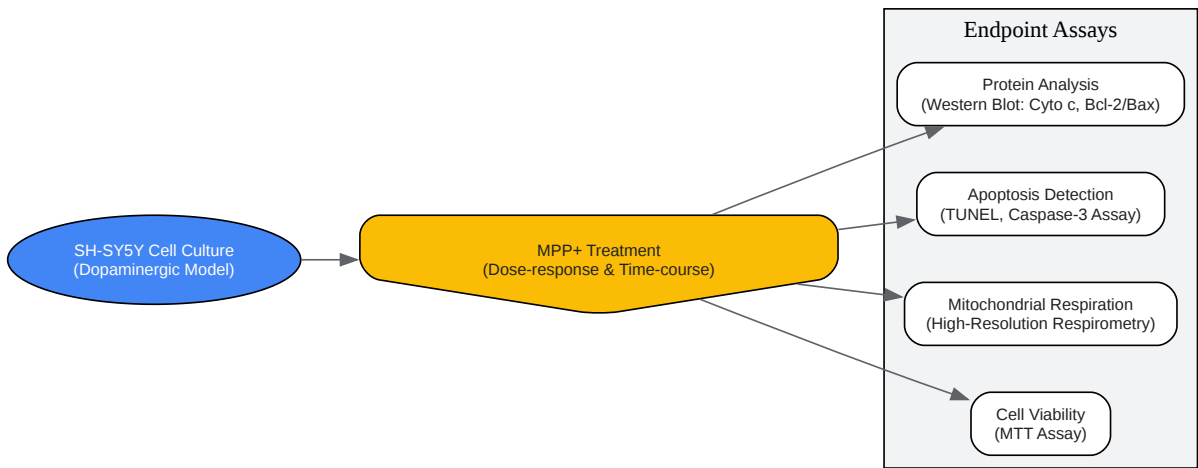 SH-SY5Y Cell Culture
(Dopaminergic Model)
MPP+ Treatment
(Dose-response & Time-course)
Endpoint Assays
Protein Analysis
(Western Blot: Cyto c, Bcl-2/Bax)
Apoptosis Detection
(TUNEL, Caspase-3 Assay)
Mitochondrial Respiration
(High-Resolution Respirometry)
Cell Viability
(MTT Assay)